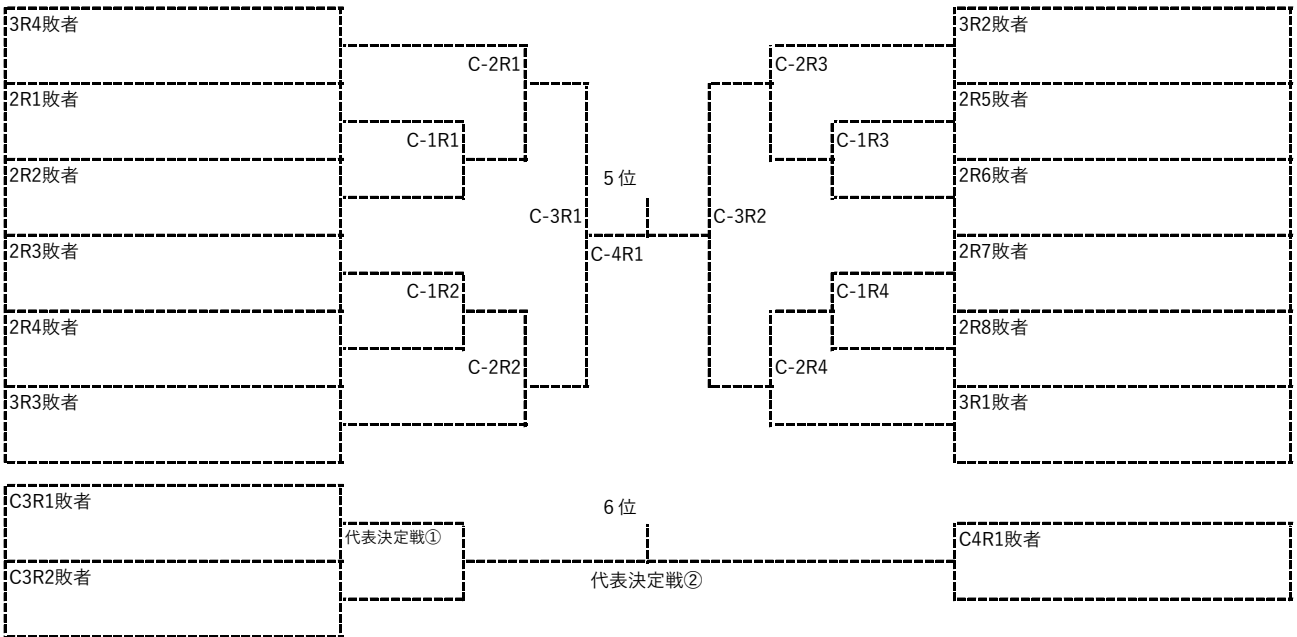 3R4敗者
3R2敗者
C-2R1
C-2R3
2R1敗者
2R5敗者
C-1R1
C-1R3
2R2敗者
5位
2R6敗者
C-3R1
C-3R2
2R3敗者
C-4R1
2R7敗者
C-1R2
C-1R4
2R4敗者
2R8敗者
C-2R2
C-2R4
3R3敗者
3R1敗者
C3R1敗者
6位
代表決定戦①
C4R1敗者
C3R2敗者
代表決定戦②